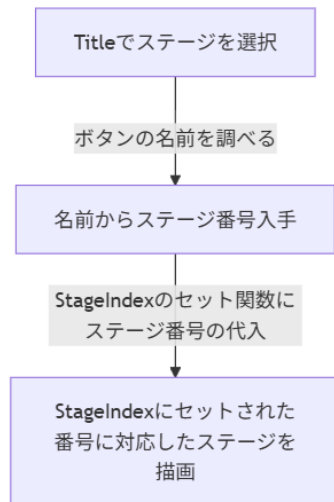 Titleでステージを選択
ボタンの名前を調べる
名前からステージ番号入手
StageIndexのセット関数に
ステージ番号の代入
StageIndexにセットされた
番号に対応したステージを
描画